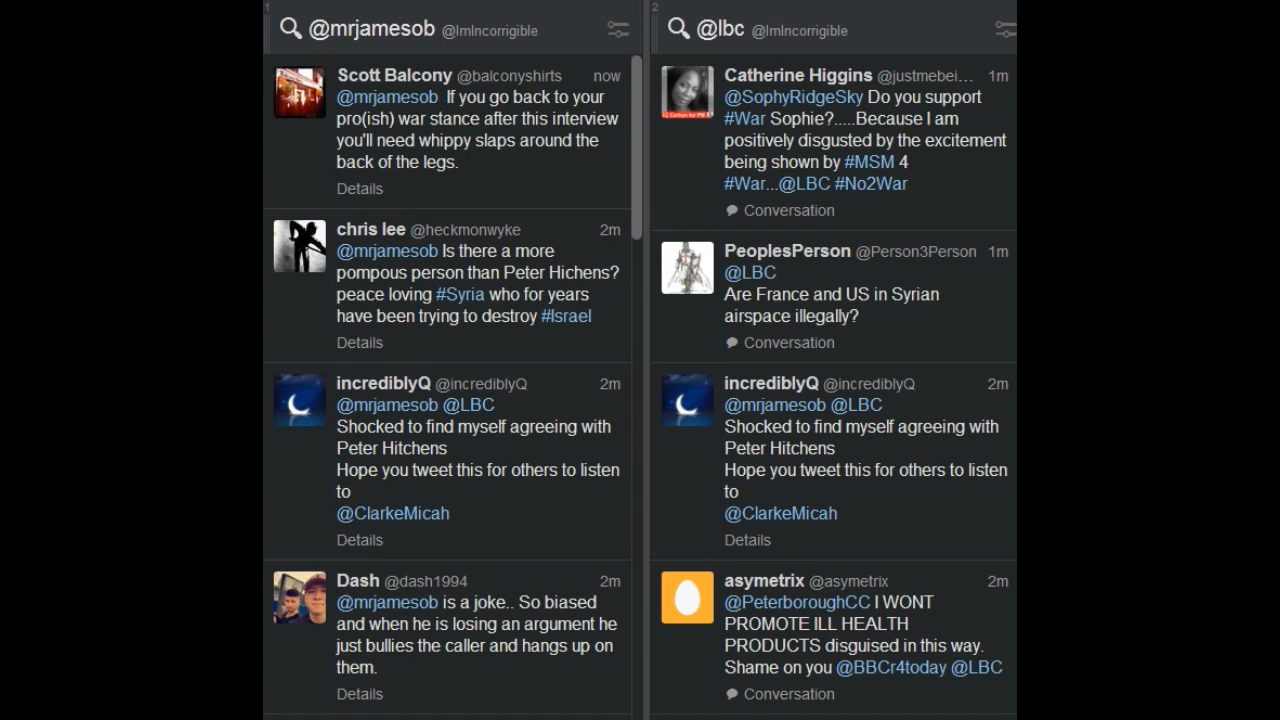 1
@mrjamesob @ImIncorrigible
Scott Balcony @balconyshirts now
@mrjamesob If you go back to your
pro(ish) war stance after this interview
you'll need whippy slaps around the
back of the legs.
Details
chris lee @heckmonwyke 2m
@mrjamesob Is there a more
pompous person than Peter Hichens?
peace loving #Syria who for years
have been trying to destroy #Israel
Details
incrediblyQ @incrediblyQ 2m
@mrjamesob @LBC
Shocked to find myself agreeing with
Peter Hitchens
Hope you tweet this for others to listen
to
@ClarkeMicah
Details
Dash @dash1994 2m
@mrjamesob is a joke.. So biased
and when he is losing an argument he
just bullies the caller and hangs up on
them.
Details
2
@lbc @ImIncorrigible
Catherine Higgins @justmebei... 1m
@SophyRidgeSky Do you support
#War Sophie?.....Because I am
positively disgusted by the excitement
being shown by #MSM 4
#War...@LBC #No2War
Conversation
PeoplesPerson @Person3Person 1m
@LBC
Are France and US in Syrian
airspace illegally?
Conversation
incrediblyQ @incrediblyQ 2m
@mrjamesob @LBC
Shocked to find myself agreeing with
Peter Hitchens
Hope you tweet this for others to listen
to
@ClarkeMicah
Details
asymetrix @asymetrix 2m
@PeterboroughCC I WONT
PROMOTE ILL HEALTH
PRODUCTS disguised in this way.
Shame on you @BBCr4today @LBC
Conversation